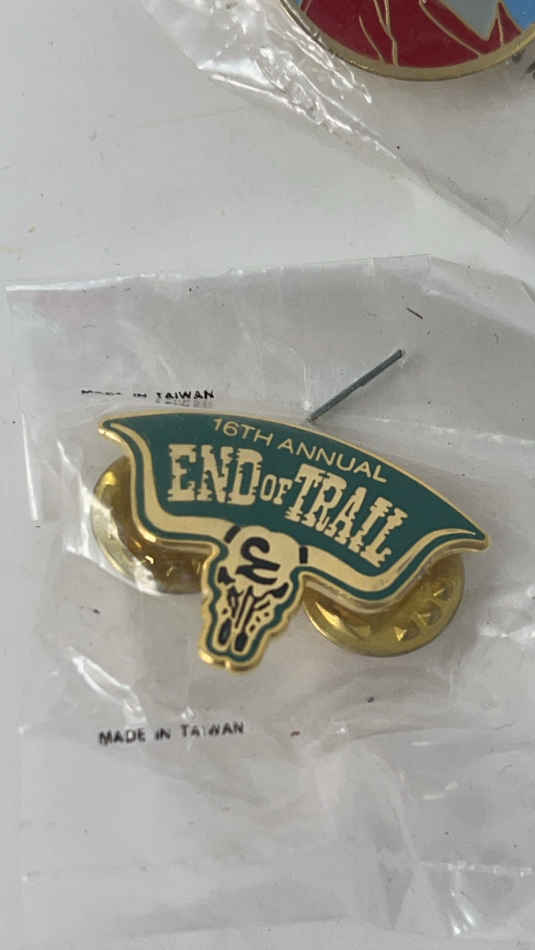 MADE IN TAIWAN
16TH ANNUAL
END OF TRAIL
MADE IN TAIWAN